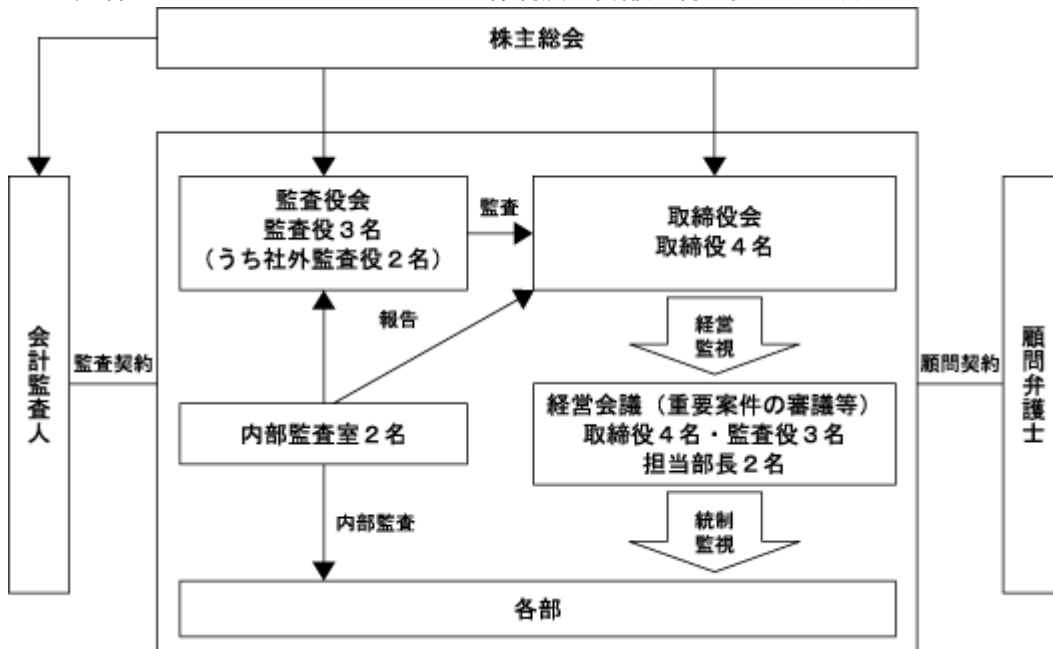 株主総会
監査役会
監査役3名
(うち社外監査役2名)
監査
取締役会
取締役4名
報告
経営
監視
会計監査人
監査契約
顧問契約
顧問弁護士
内部監査室2名
経営会議(重要案件の審議等)
取締役4名・監査役3名
担当部長2名
内部監査
統制
監視
各部